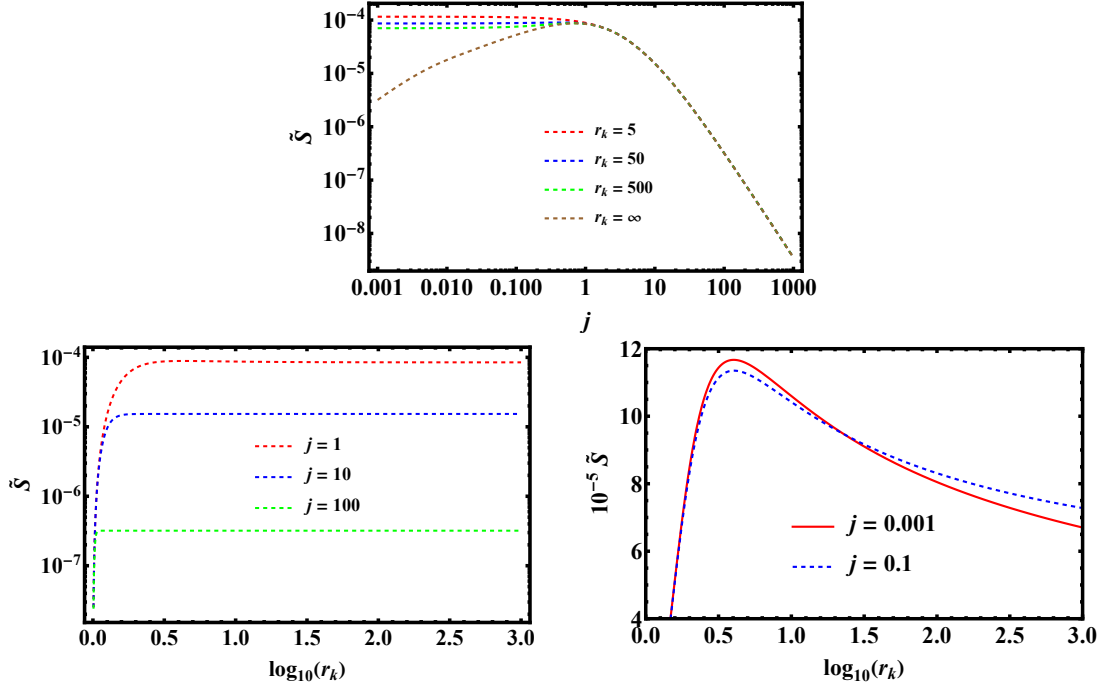 10⁻⁴
10⁻⁵
10⁻⁶
10⁻⁷
10⁻⁸
S̃
r_k = 5
r_k = 50
r_k = 500
r_k = ∞
0.001 0.010 0.100 1 10 100 1000
j
10⁻⁴
10⁻⁵
10⁻⁶
10⁻⁷
S̃
j = 1
j = 10
j = 100
0.0 0.5 1.0 1.5 2.0 2.5 3.0
log₁₀(r_k)
12
10
8
6
4
10⁻⁵ S̃
j = 0.001
j = 0.1
0.0 0.5 1.0 1.5 2.0 2.5 3.0
log₁₀(r_k)